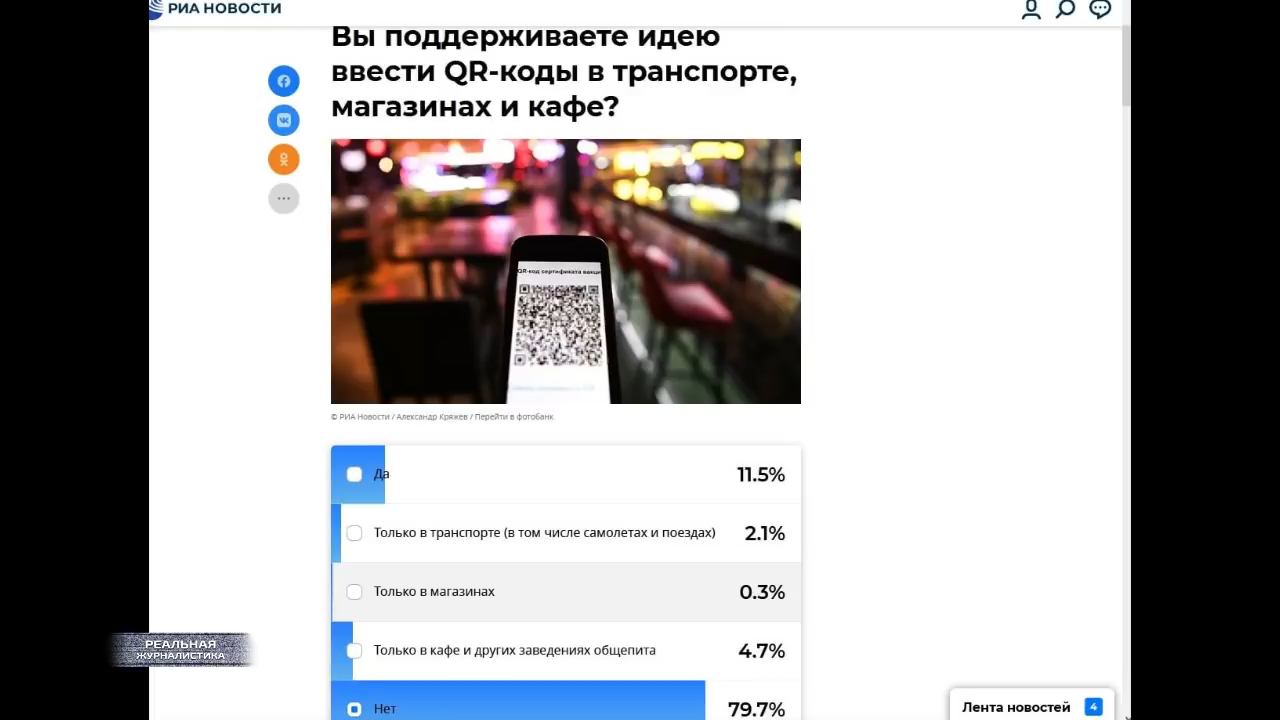 РИА НОВОСТИ
Вы поддерживаете идею
ввести QR-коды в транспорте,
магазинах и кафе?
QR-код сертификата вакци
© РИА Новости / Александр Кряжев / Перейти в фотобанк
Да 11.5%
Только в транспорте (в том числе самолетах и поездах) 2.1%
Только в магазинах 0.3%
Только в кафе и других заведениях общепита 4.7%
Нет 79.7%
РЕАЛЬНАЯ
ЖУРНАЛИСТИКА
Лента новостей 4